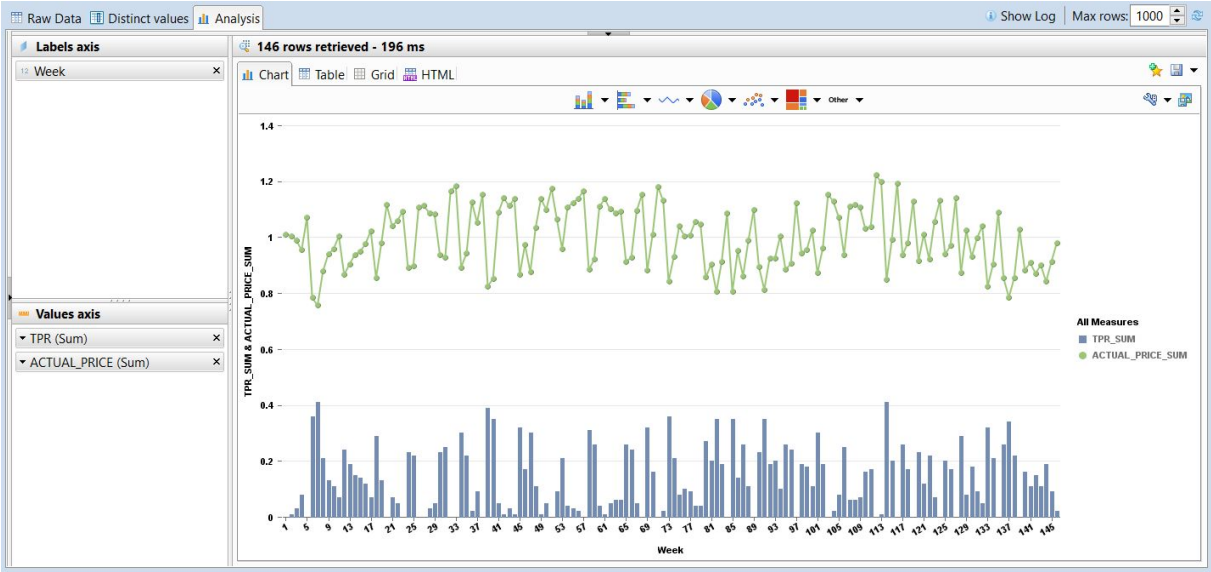 Raw Data Distinct values Analysis Show Log Max rows: 1000
Labels axis
12 Week
Values axis
TPR (Sum)
ACTUAL_PRICE (Sum)
146 rows retrieved - 196 ms
Chart Table Grid HTML
Other
TPR_SUM & ACTUAL_PRICE_SUM
1.4
1.2
1
0.8
0.6
0.4
0.2
0
1 5 9 13 17 21 25 29 33 37 41 45 49 53 57 61 65 69 73 77 81 85 89 93 97 101 105 109 113 117 121 125 129 133 137 141 145
Week
All Measures
TPR_SUM
ACTUAL_PRICE_SUM